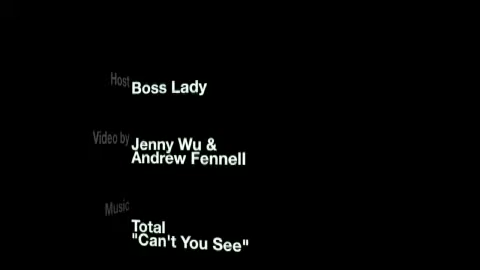 Host
Boss Lady
Video by
Jenny Wu &
Andrew Fennell
Music
Total
"Can't You See"